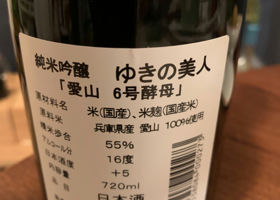 純米吟醸 ゆきの美人
「愛山 6号酵母」
原材料名 米(国産)、米麹(国産米)
原料米 兵庫県産 愛山 100%使用
精米歩合 55%
アルコール分 16度
日本酒度 +5
内容量 720ml
日本酒